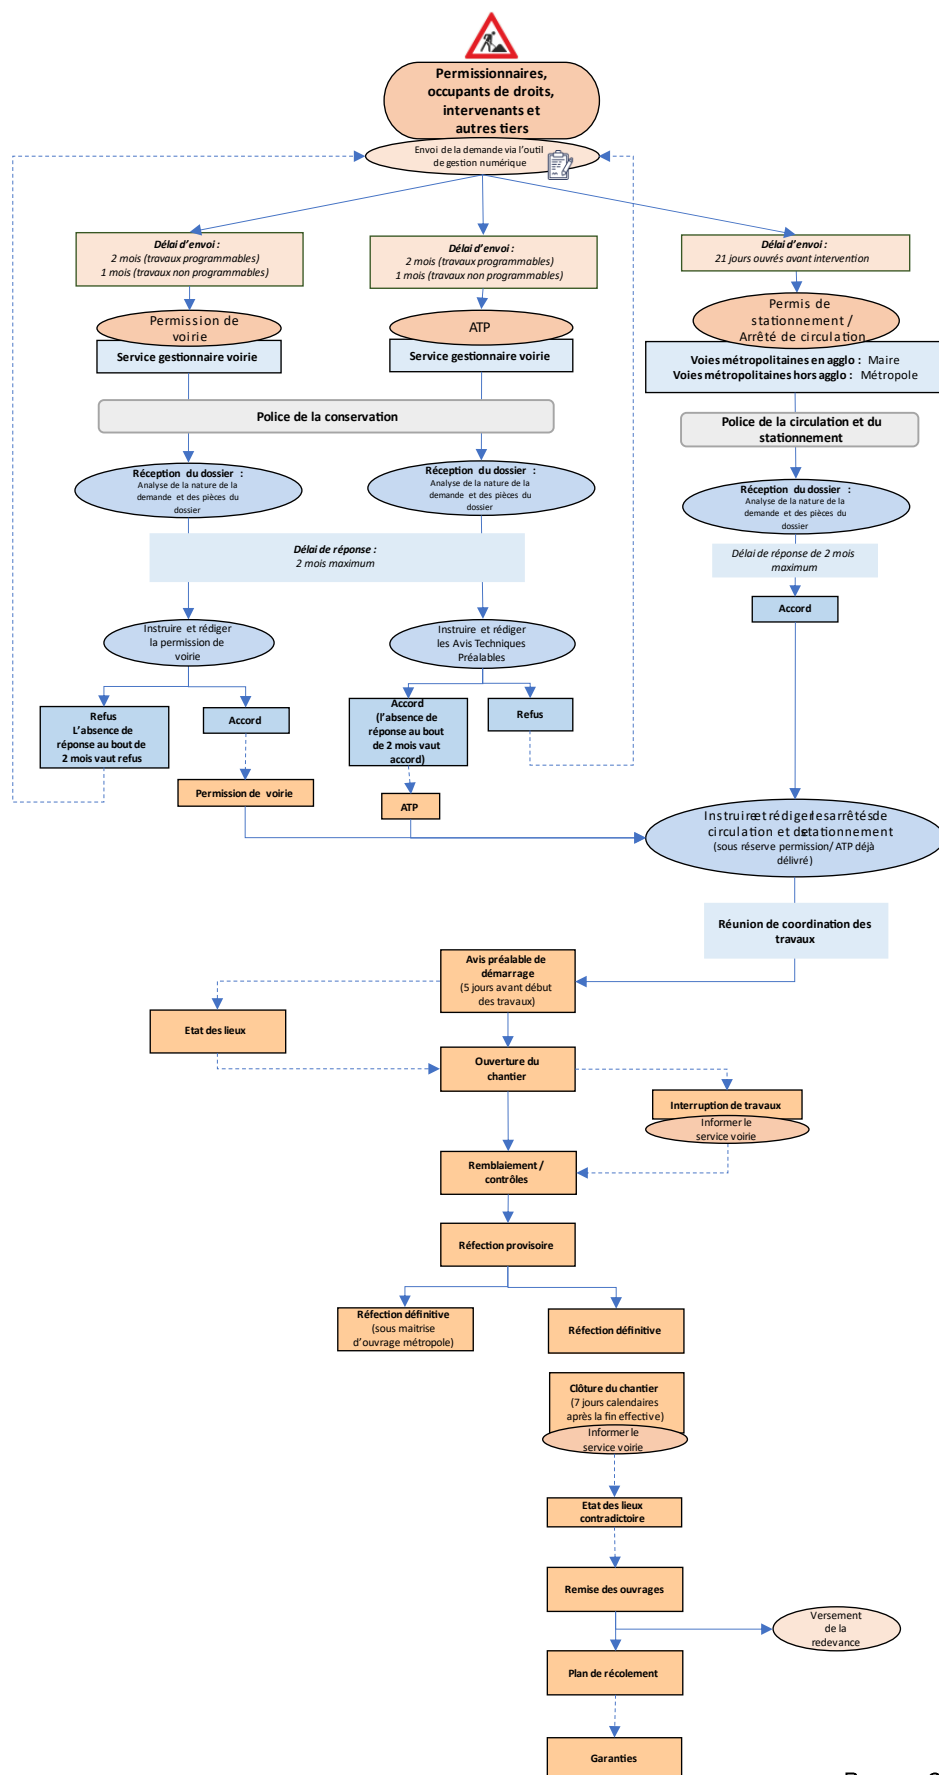 Permissionnaires,
occupants de droits,
intervenants et
autres tiers
Envoi de la demande via l'outil
de gestion numérique
Délai d'envoi :
2 mois (travaux programmables)
1 mois (travaux non programmables)
Délai d'envoi :
2 mois (travaux programmables)
1 mois (travaux non programmables)
Délai d'envoi :
21 jours ouvrés avant intervention
Permission de
voirie
Service gestionnaire voirie
ATP
Service gestionnaire voirie
Permis de
stationnement /
Arrêté de circulation
Voies métropolitaines en agglo : Maire
Voies métropolitaines hors agglo : Métropole
Police de la conservation
Police de la circulation et du
stationnement
Réception du dossier :
Analyse de la nature de la
demande et des pièces du
dossier
Réception du dossier :
Analyse de la nature de la
demande et des pièces du
dossier
Réception du dossier :
Analyse de la nature de la
demande et des pièces du
dossier
Délai de réponse :
2 mois maximum
Délai de réponse de 2 mois
maximum
Accord
Instruire et rédiger
la permission de
voirie
Instruire et rédiger
les Avis Techniques
Préalables
Refus
L'absence de
réponse au bout de
2 mois vaut refus
Accord
Accord
(l'absence de
réponse au bout
de 2 mois vaut
accord)
Refus
Permission de voirie
ATP
Instruire et rédiger les arrêtés de
circulation et de stationnement
(sous réserve permission/ ATP déjà
délivré)
Réunion de coordination des
travaux
Avis préalable de
démarrage
(5 jours avant début
des travaux)
Etat des lieux
Ouverture du
chantier
Interruption de travaux
Informer le
service voirie
Remblaiement /
contrôles
Réfection provisoire
Réfection définitive
(sous maitrise
d'ouvrage métropole)
Réfection définitive
Clôture du chantier
(7 jours calendaires
après la fin effective)
Informer le
service voirie
Etat des lieux
contradictoire
Remise des ouvrages
Versement
de la
redevance
Plan de récolement
Garanties